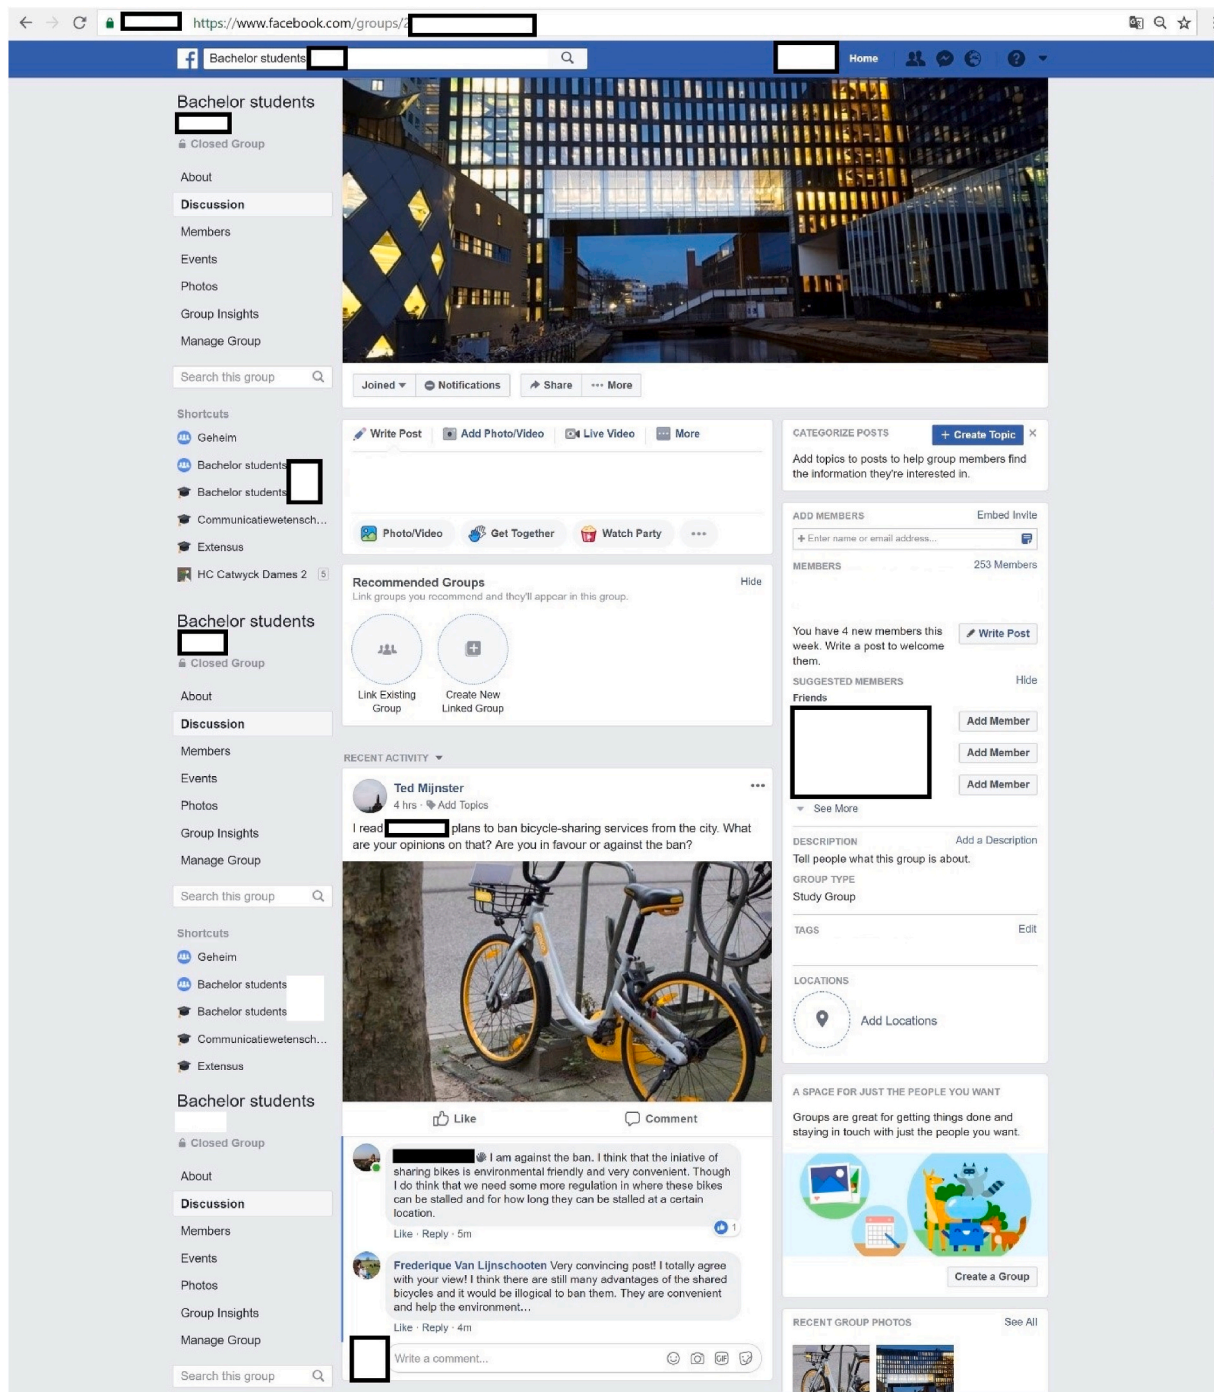 https://www.facebook.com/groups/2
Bachelor students
Home
Bachelor students
Closed Group
About
Discussion
Members
Events
Photos
Group Insights
Manage Group
Search this group
Shortcuts
Geheim
Bachelor students
Bachelor students
Communicatiewetensch...
Extensus
HC Catwyck Dames 2 5
Bachelor students
Closed Group
About
Discussion
Members
Events
Photos
Group Insights
Manage Group
Search this group
Shortcuts
Geheim
Bachelor students
Bachelor students
Communicatiewetensch...
Extensus
Bachelor students
Closed Group
About
Discussion
Members
Events
Photos
Group Insights
Manage Group
Search this group
Joined Notifications Share More
Write Post Add Photo/Video Live Video More
Photo/Video Get Together Watch Party
Recommended Groups Hide
Link groups you recommend and they'll appear in this group.
Link Existing
Group
Create New
Linked Group
RECENT ACTIVITY
Ted Mijnster
4 hrs · Add Topics
I read plans to ban bicycle-sharing services from the city. What
are your opinions on that? Are you in favour or against the ban?
Like Comment
I am against the ban. I think that the iniative of
sharing bikes is environmental friendly and very convenient. Though
I do think that we need some more regulation in where these bikes
can be stalled and for how long they can be stalled at a certain
location.
1
Like · Reply · 5m
Frederique Van Lijnschooten Very convincing post! I totally agree
with your view! I think there are still many advantages of the shared
bicycles and it would be illogical to ban them. They are convenient
and help the environment...
Like · Reply · 4m
Write a comment...
GIF
CATEGORIZE POSTS + Create Topic
Add topics to posts to help group members find
the information they're interested in.
ADD MEMBERS Embed Invite
+ Enter name or email address...
MEMBERS 253 Members
You have 4 new members this
week. Write a post to welcome
them.
Write Post
SUGGESTED MEMBERS Hide
Friends
Add Member
Add Member
Add Member
See More
DESCRIPTION Add a Description
Tell people what this group is about.
GROUP TYPE
Study Group
TAGS Edit
LOCATIONS
Add Locations
A SPACE FOR JUST THE PEOPLE YOU WANT
Groups are great for getting things done and
staying in touch with just the people you want.
Create a Group
RECENT GROUP PHOTOS See All